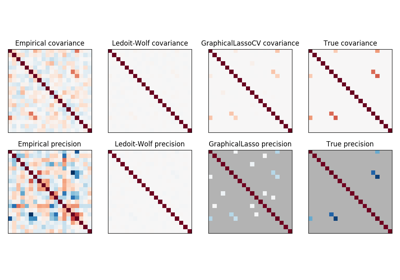 Empirical covariance
Ledoit-Wolf covariance
GraphicalLassoCV covariance
True covariance
Empirical precision
Ledoit-Wolf precision
GraphicalLasso precision
True precision